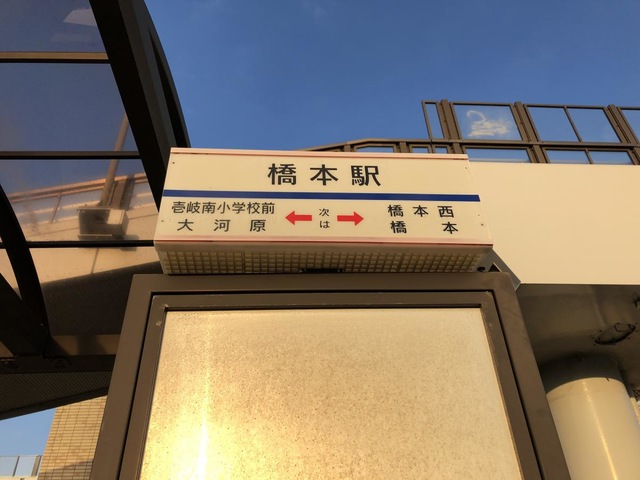 橋本駅
壱岐南小学校前 次 橋本西
大河原 は 橋本